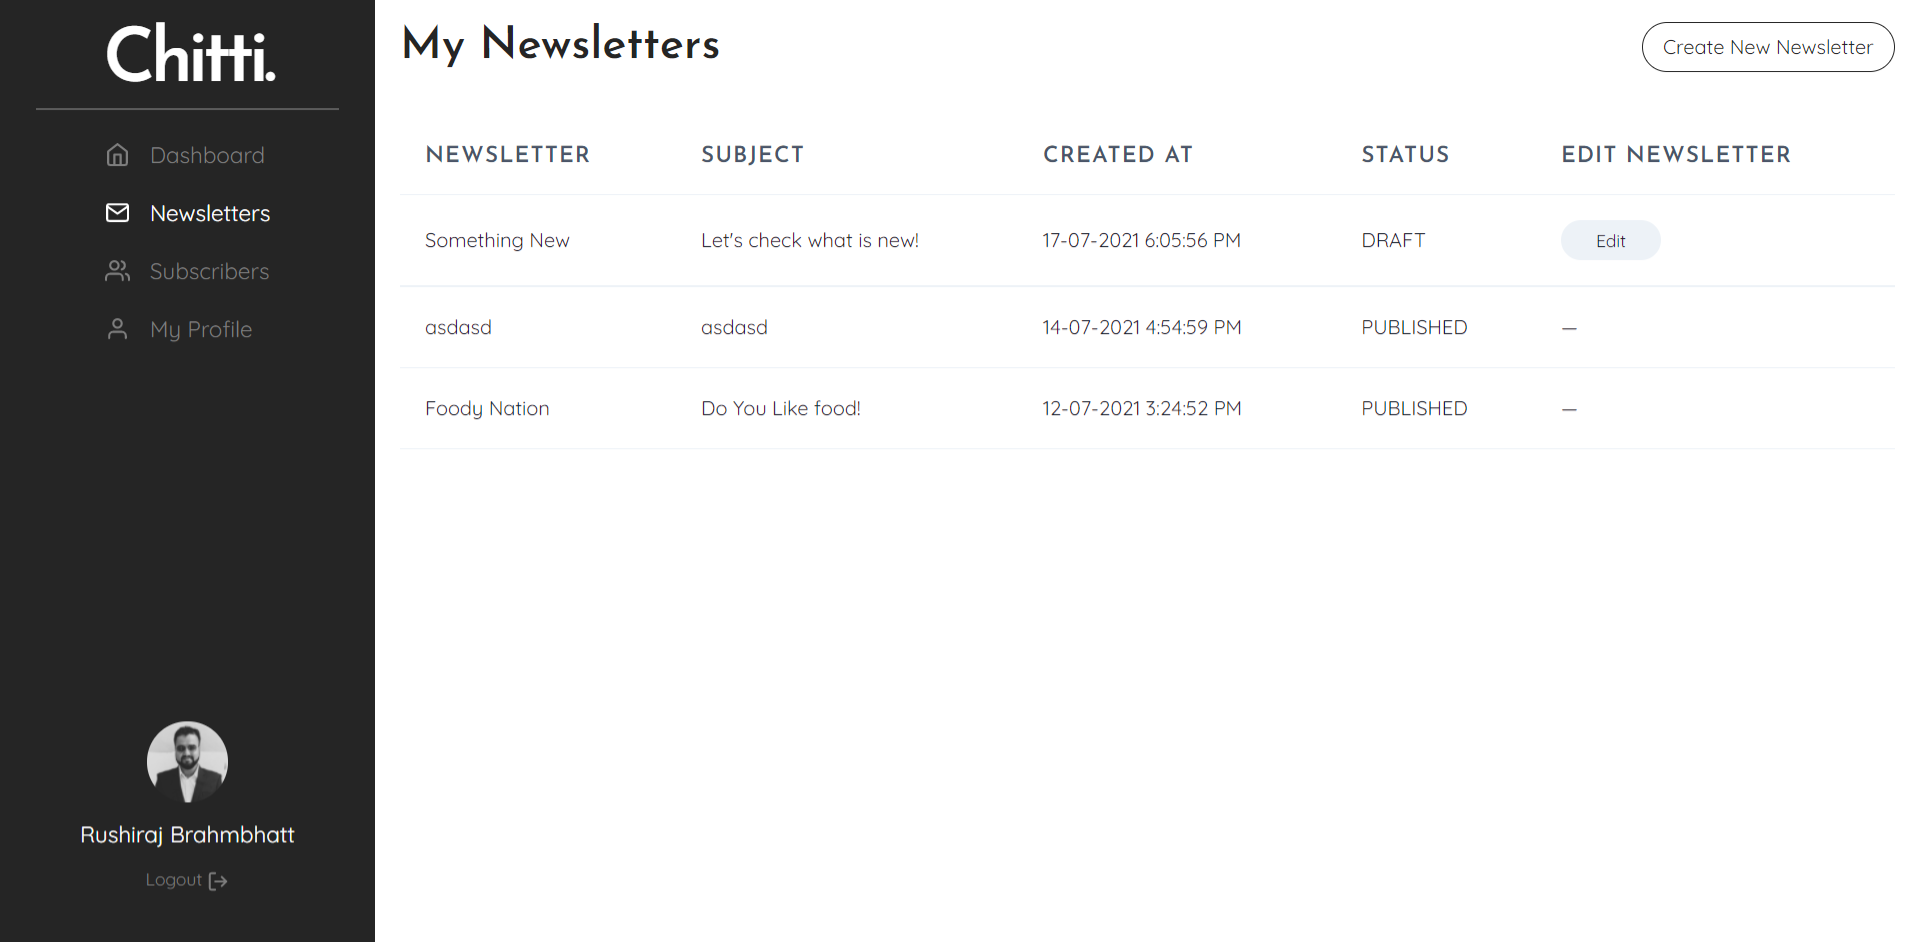 Chitti.
Dashboard
Newsletters
Subscribers
My Profile
Rushiraj Brahmbhatt
Logout
My Newsletters
Create New Newsletter
NEWSLETTER SUBJECT CREATED AT STATUS EDIT NEWSLETTER
Something New Let's check what is new! 17-07-2021 6:05:56 PM DRAFT Edit
asdasd asdasd 14-07-2021 4:54:59 PM PUBLISHED —
Foody Nation Do You Like food! 12-07-2021 3:24:52 PM PUBLISHED —